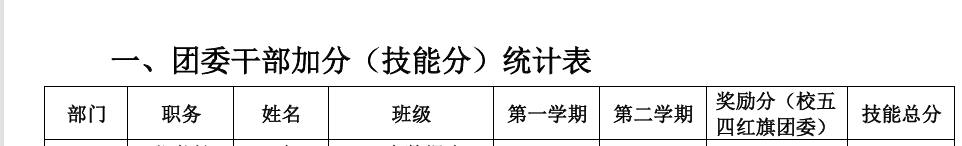 一、团委干部加分（技能分）统计表
部门 职务 姓名 班级 第一学期 第二学期 奖励分（校五 技能总分
四红旗团委）